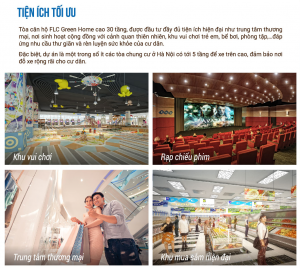 TIỆN ÍCH TỐI ƯU
Tòa căn hộ FLC Green Home cao 30 tầng, được đầu tư đầy đủ tiện ích hiện đại như trung tâm thương
mại, nơi sinh hoạt cộng đồng với cảnh quan thiên nhiên, khu vui chơi trẻ em, bể bơi, phòng tập,...đáp
ứng nhu cầu thư giãn và rèn luyện sức khỏe của cư dân.
Đặc biệt, dự án là một trong số ít các tòa chung cư ở Hà Nội có tới 5 tầng để xe trên cao, đảm bảo nơi
đỗ xe rộng rãi cho cư dân.
Khu vui chơi
Rạp chiếu phim
Trung tâm thương mại
Khu mua sắm hiện đại